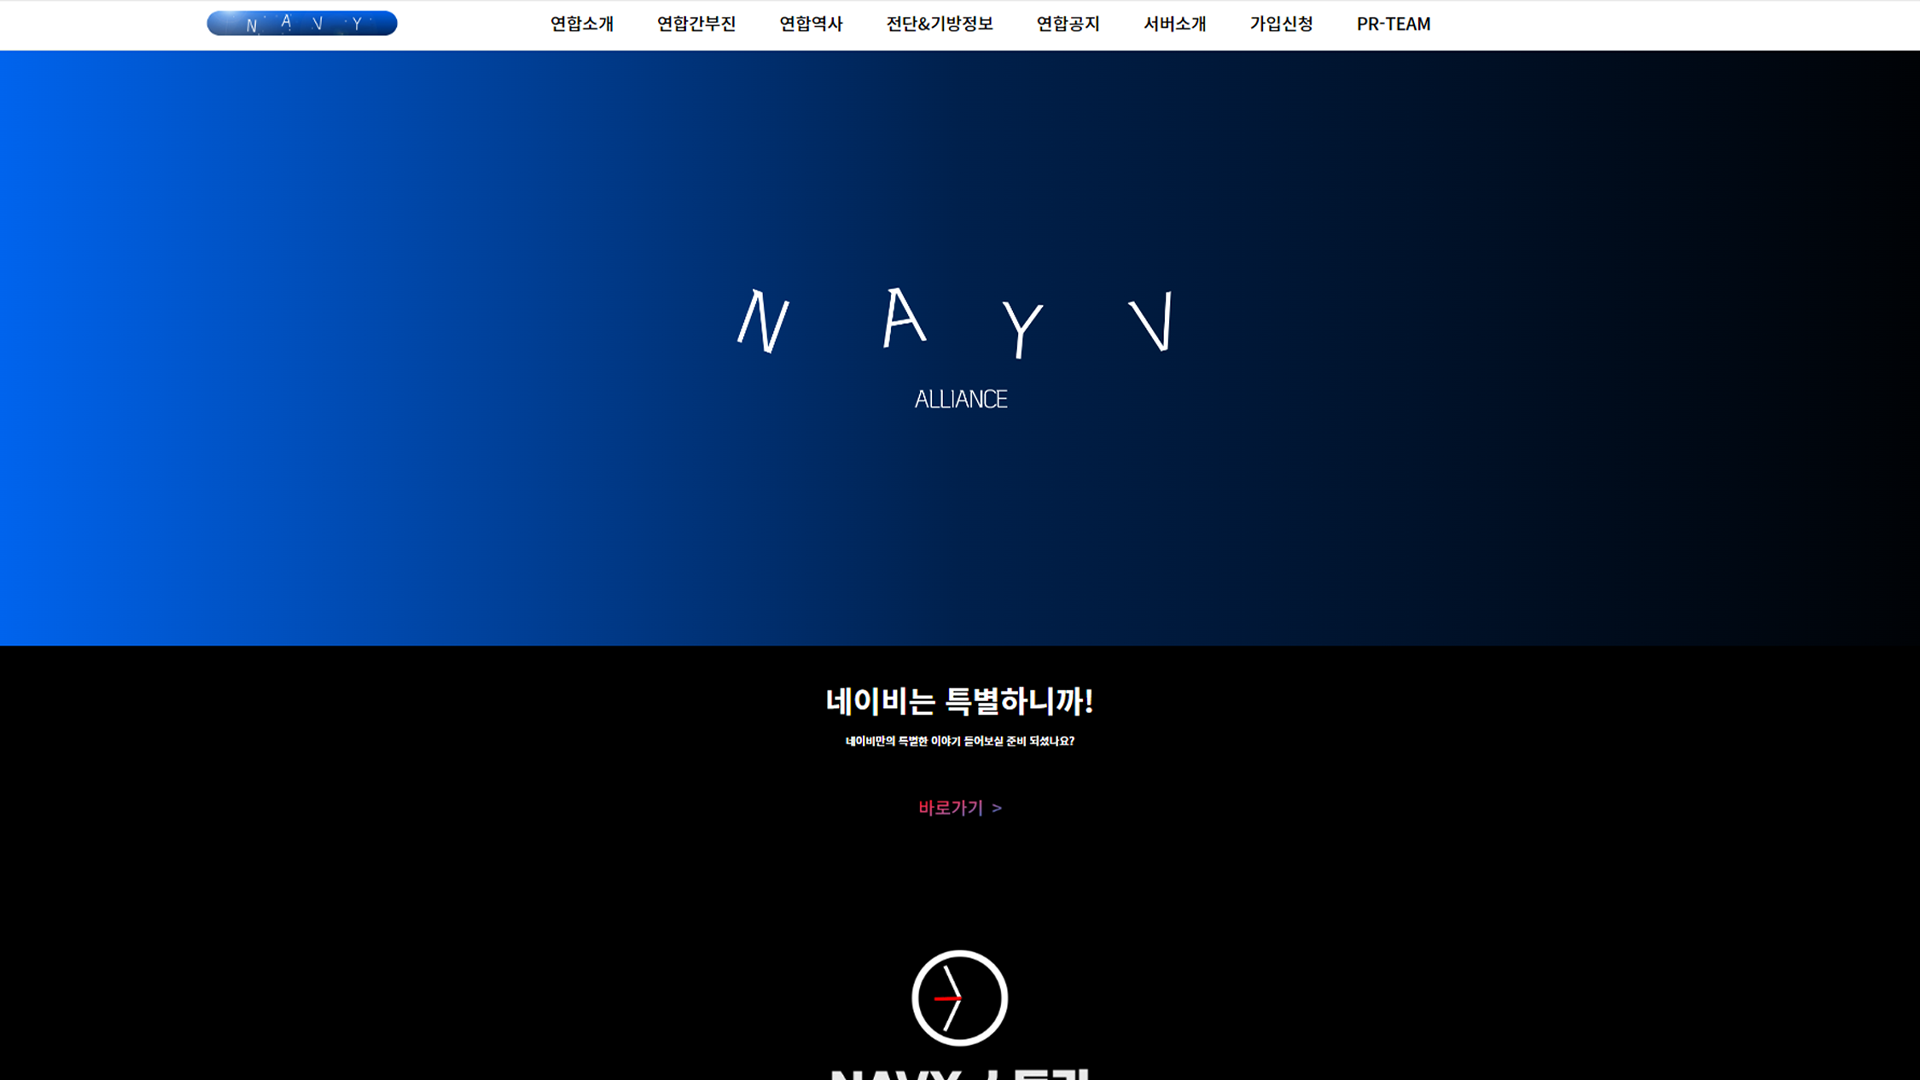 N A V Y
연합소개 연합간부진 연합역사 전단&기방정보 연합공지 서버소개 가입신청 PR-TEAM
N A Y V
ALLIANCE
네이비는 특별하니까!
네이비만의 특별한 이야기 들어보실 준비 되셨나요?
바로가기 >